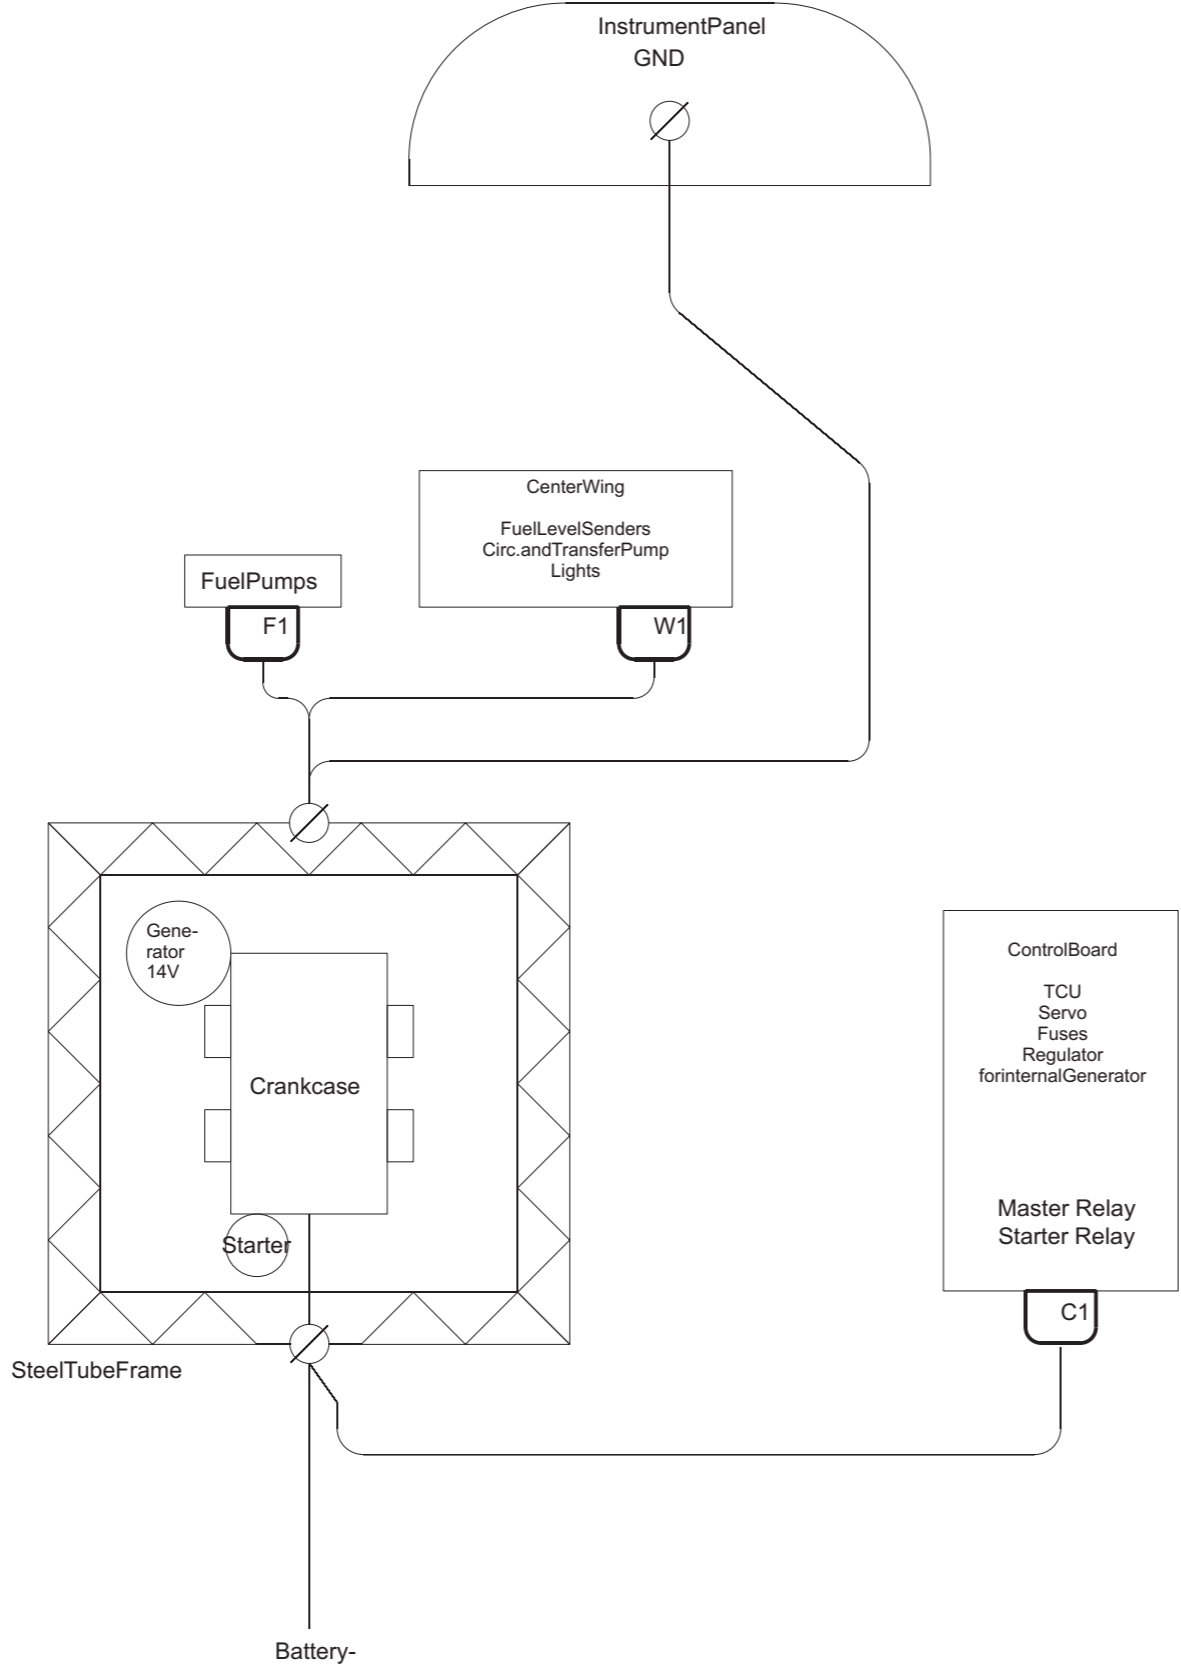 InstrumentPanel
GND
CenterWing
FuelLevelSenders
Circ.andTransferPump
Lights
FuelPumps
F1
W1
Gene-
rator
14V
Crankcase
Starter
ControlBoard
TCU
Servo
Fuses
Regulator
forinternalGenerator
Master Relay
Starter Relay
C1
SteelTubeFrame
Battery-